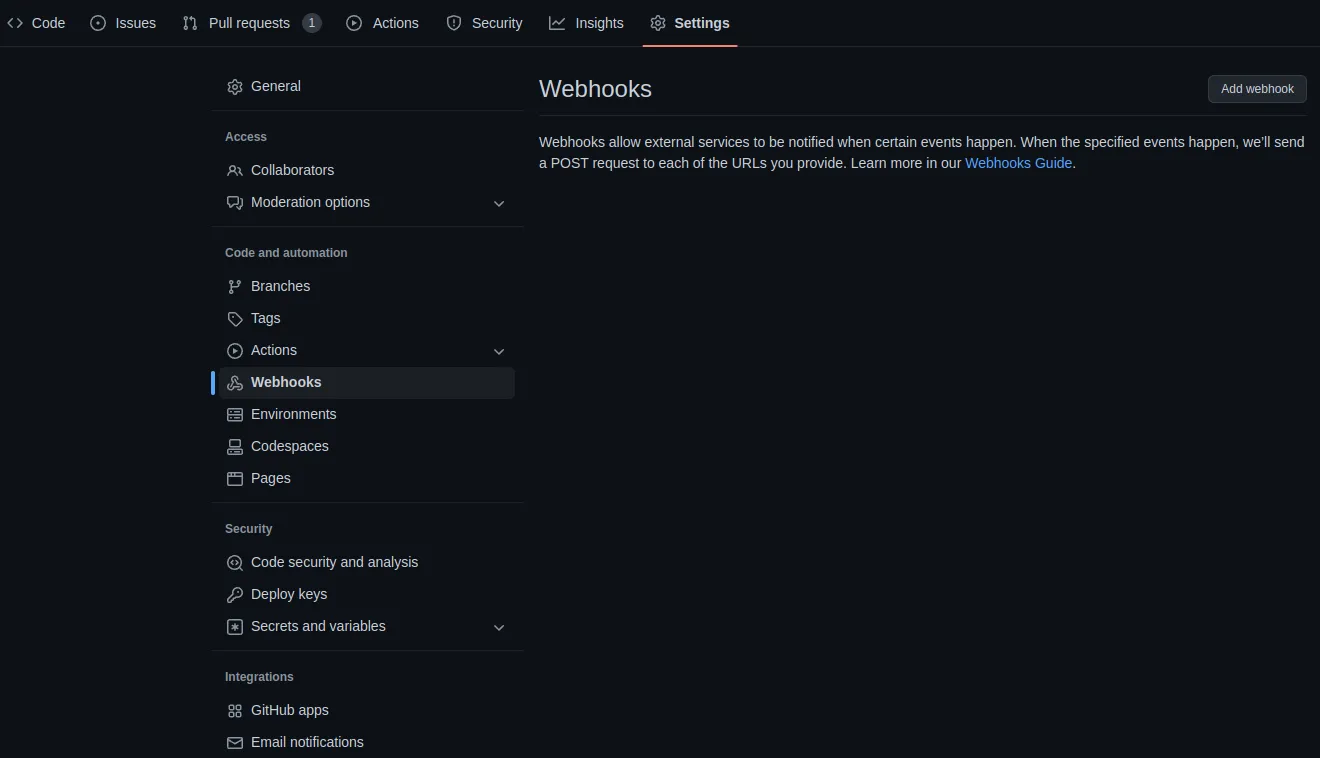 Code Issues Pull requests 1 Actions Security Insights Settings
General
Access
Collaborators
Moderation options
Code and automation
Branches
Tags
Actions
Webhooks
Environments
Codespaces
Pages
Security
Code security and analysis
Deploy keys
Secrets and variables
Integrations
GitHub apps
Email notifications
Webhooks
Add webhook
Webhooks allow external services to be notified when certain events happen. When the specified events happen, we’ll send
a POST request to each of the URLs you provide. Learn more in our Webhooks Guide.